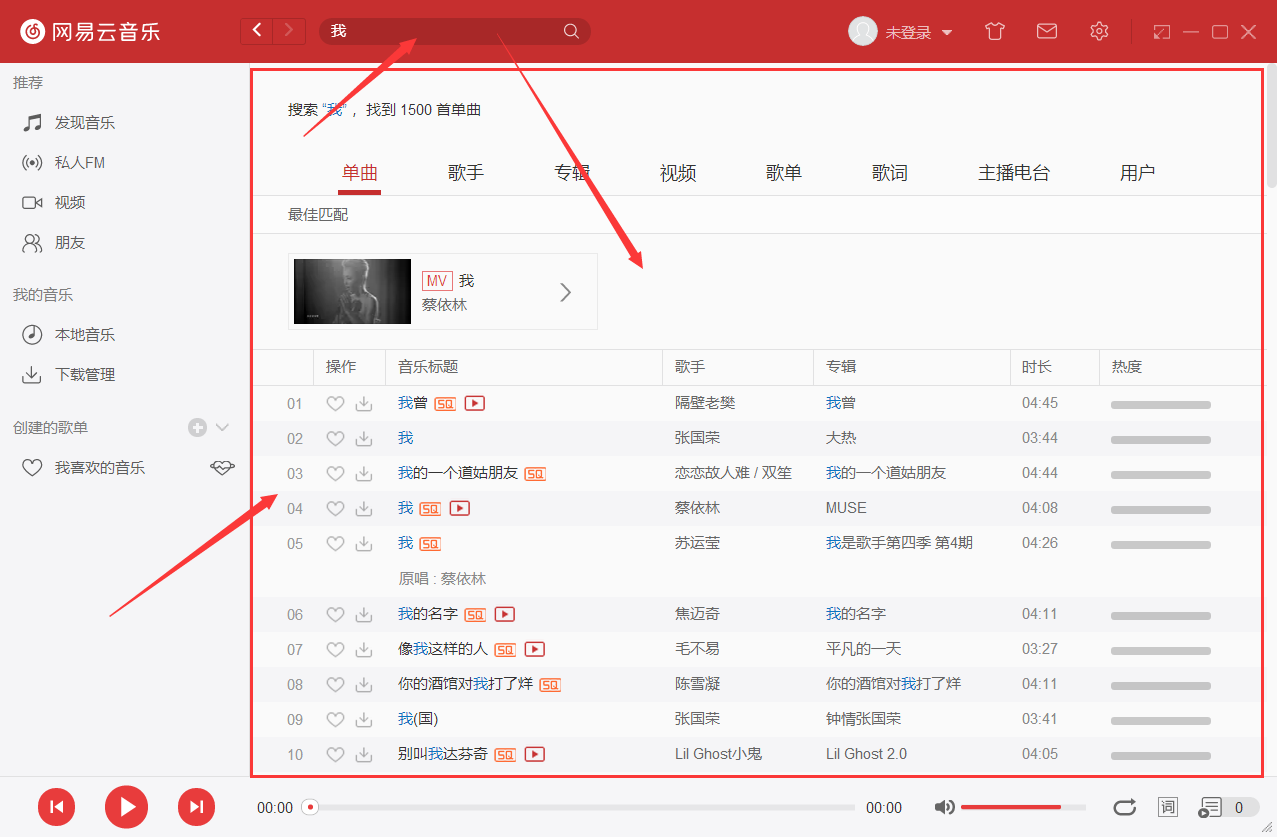 网易云音乐
我
未登录
推荐
发现音乐
私人FM
视频
朋友
我的音乐
本地音乐
下载管理
创建的歌单
我喜欢的音乐
搜索 “我”，找到 1500 首单曲
单曲 歌手 专辑 视频 歌单 歌词 主播电台 用户
最佳匹配
MV 我
蔡依林
操作 音乐标题 歌手 专辑 时长 热度
01 我曾 SQ 隔壁老樊 我曾 04:45
02 我 张国荣 大热 03:44
03 我的一个道姑朋友 SQ 恋恋故人难 / 双笙 我的一个道姑朋友 04:44
04 我 SQ 蔡依林 MUSE 04:08
05 我 SQ 苏运莹 我是歌手第四季 第4期 04:26
原唱 : 蔡依林
06 我的名字 SQ 焦迈奇 我的名字 04:11
07 像我这样的人 SQ 毛不易 平凡的一天 03:27
08 你的酒馆对我打了烊 SQ 陈雪凝 你的酒馆对我打了烊 04:11
09 我(国) 张国荣 钟情张国荣 03:41
10 别叫我达芬奇 SQ Lil Ghost小鬼 Lil Ghost 2.0 04:05
00:00 00:00 词 0